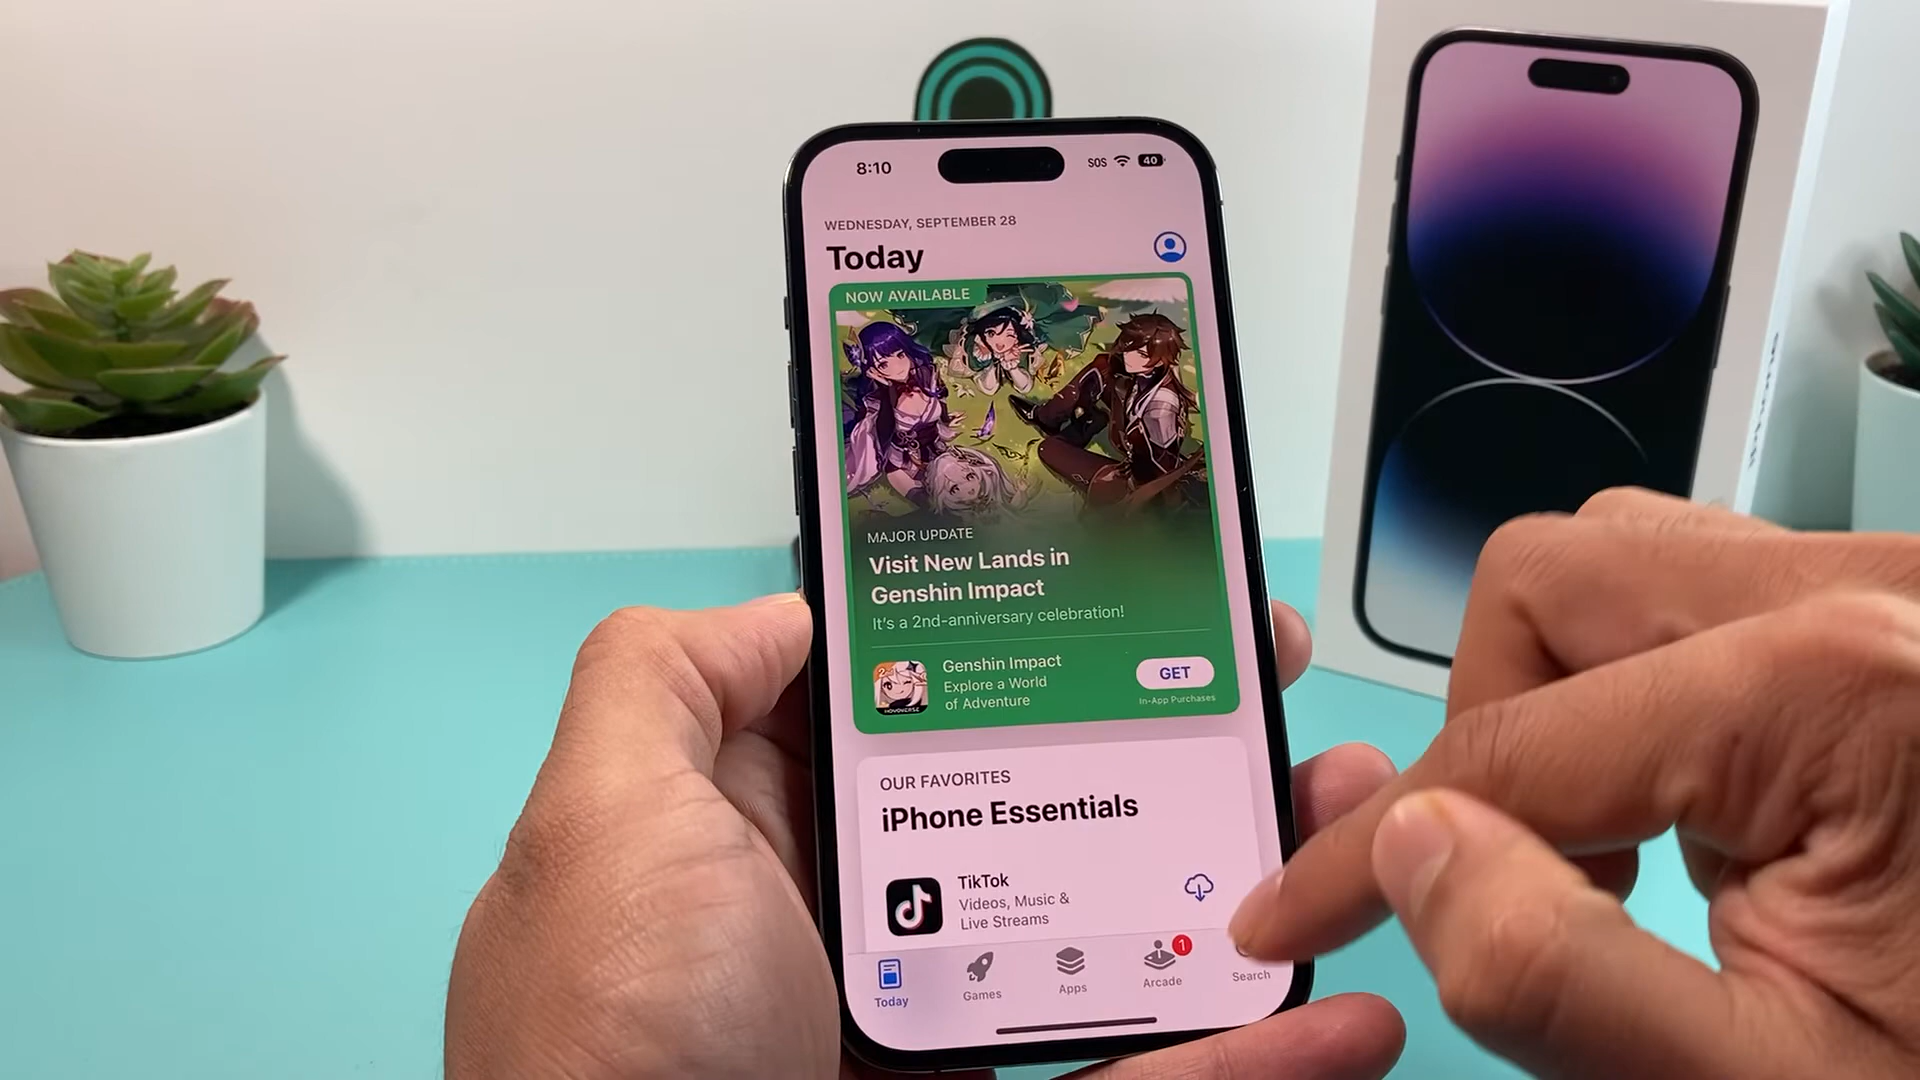 8:10
SOS
40
WEDNESDAY, SEPTEMBER 28
Today
NOW AVAILABLE
MAJOR UPDATE
Visit New Lands in
Genshin Impact
It's a 2nd-anniversary celebration!
Genshin Impact
Explore a World
of Adventure
GET
In-App Purchases
OUR FAVORITES
iPhone Essentials
TikTok
Videos, Music &
Live Streams
1
Today
Games
Apps
Arcade
Search